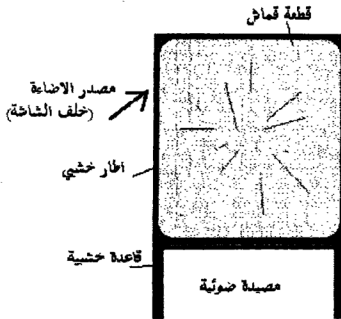 قطعة قماش
مصدر الاضاءة
(خلف الشاشة)
اطار خشبي
قاعدة خشبية
مصيدة ضوئية